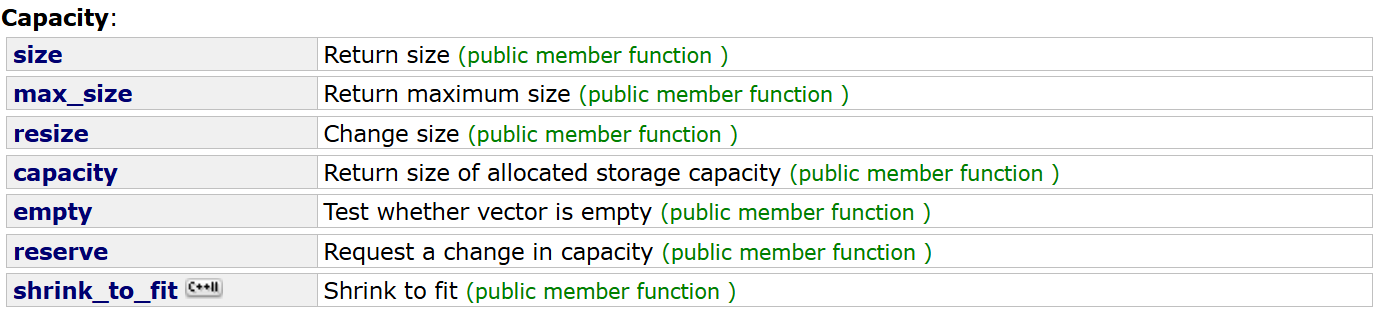 Capacity:
size Return size (public member function )
max_size Return maximum size (public member function )
resize Change size (public member function )
capacity Return size of allocated storage capacity (public member function )
empty Test whether vector is empty (public member function )
reserve Request a change in capacity (public member function )
shrink_to_fit C++11 Shrink to fit (public member function )